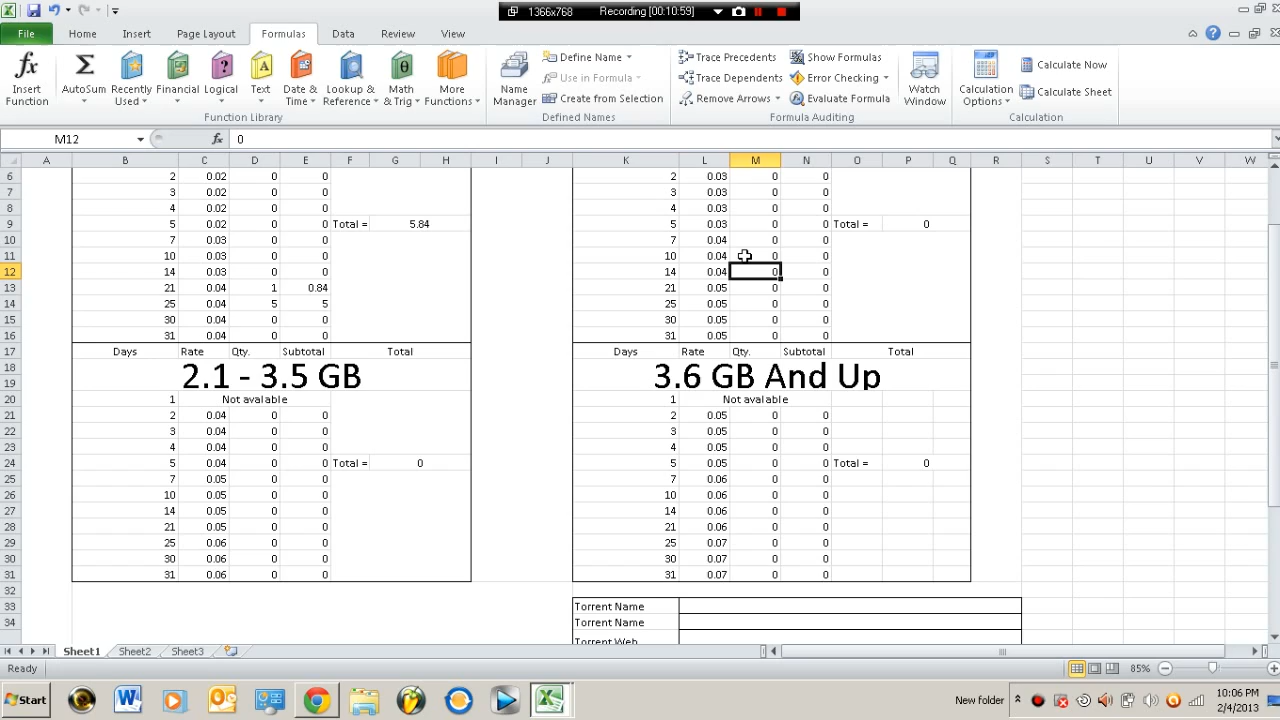 1366x768 Recording [00:10:59]
File Home Insert Page Layout Formulas Data Review View
Insert Function
AutoSum
Recently Used
Financial
Logical
Text
Date & Time
Lookup & Reference
Math & Trig
More Functions
Function Library
Name Manager
Define Name
Use in Formula
Create from Selection
Defined Names
Trace Precedents
Trace Dependents
Remove Arrows
Show Formulas
Error Checking
Evaluate Formula
Formula Auditing
Watch Window
Calculation Options
Calculate Now
Calculate Sheet
Calculation
M12 fx 0
A B C D E F G H I J K L M N O P Q R S T U V W
6 2 0.02 0 0 2 0.03 0 0
7 3 0.02 0 0 3 0.03 0 0
8 4 0.02 0 0 4 0.03 0 0
9 5 0.02 0 0 Total = 5.84 5 0.03 0 0 Total = 0
10 7 0.03 0 0 7 0.04 0 0
11 10 0.03 0 0 10 0.04 0 0
12 14 0.03 0 0 14 0.04 0 0
13 21 0.04 1 0.84 21 0.05 0 0
14 25 0.04 5 5 25 0.05 0 0
15 30 0.04 0 0 30 0.05 0 0
16 31 0.04 0 0 31 0.05 0 0
17 Days Rate Qty. Subtotal Total Days Rate Qty. Subtotal Total
18
2.1 - 3.5 GB 3.6 GB And Up
19
20 1 Not avalable 1 Not avalable
21 2 0.04 0 0 2 0.05 0 0
22 3 0.04 0 0 3 0.05 0 0
23 4 0.04 0 0 4 0.05 0 0
24 5 0.04 0 0 Total = 0 5 0.05 0 0 Total = 0
25 7 0.05 0 0 7 0.06 0 0
26 10 0.05 0 0 10 0.06 0 0
27 14 0.05 0 0 14 0.06 0 0
28 21 0.05 0 0 21 0.06 0 0
29 25 0.06 0 0 25 0.07 0 0
30 30 0.06 0 0 30 0.07 0 0
31 31 0.06 0 0 31 0.07 0 0
32
33 Torrent Name
34 Torrent Name
Torrent Web
Sheet1 Sheet2 Sheet3
Ready 85%
Start New folder 10:06 PM
2/4/2013